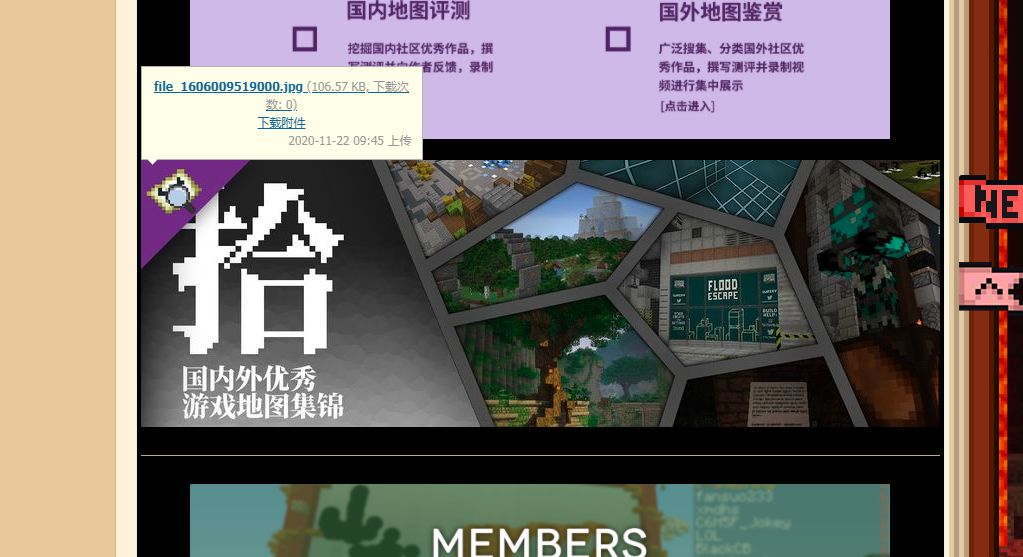 国内地图评测
挖掘国内社区优秀作品，撰
写测评并向作者反馈，录制
国外地图鉴赏
广泛搜集、分类国外社区优
秀作品，撰写测评并录制视
频进行集中展示
[点击进入]
file_1606009519000.jpg (106.57 KB, 下载次
数: 0)
下载附件
2020-11-22 09:45 上传
拾
国内外优秀
游戏地图集锦
FLOOD
ESCAPE
BUILD
HELP:
NE
fansuo233
xmdhs
C6M5F_Jokey
LOL
BlackCB
MEMBERS